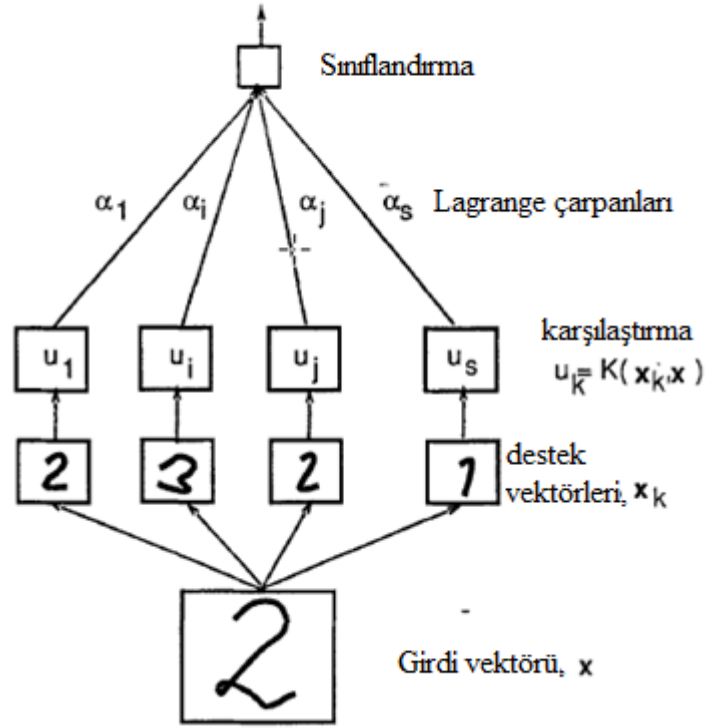 Sınıflandırma
α1 αi αj αs Lagrange çarpanları
karşılaştırma
u1 ui uj us uk= K(xk,x)
2 3 2 1 destek
vektörleri, xk
2
Girdi vektörü, x